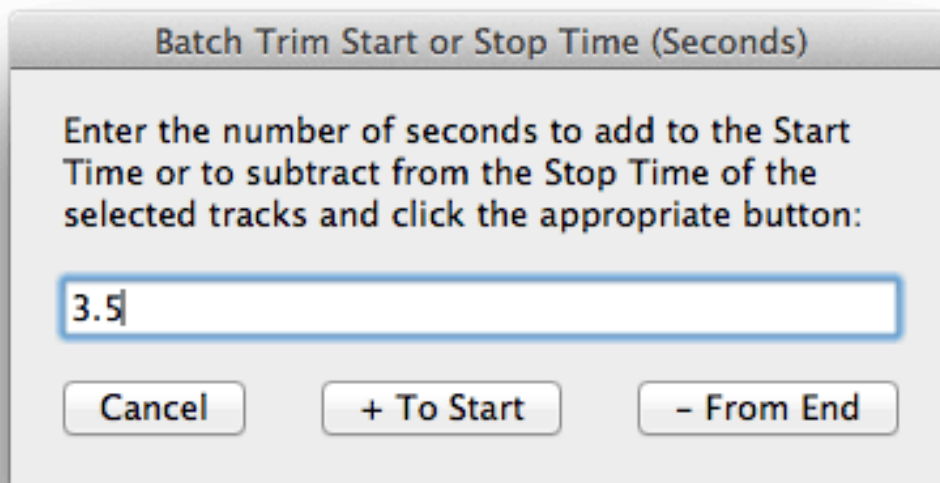 Batch Trim Start or Stop Time (Seconds)
Enter the number of seconds to add to the Start
Time or to subtract from the Stop Time of the
selected tracks and click the appropriate button:
3.5
Cancel + To Start - From End